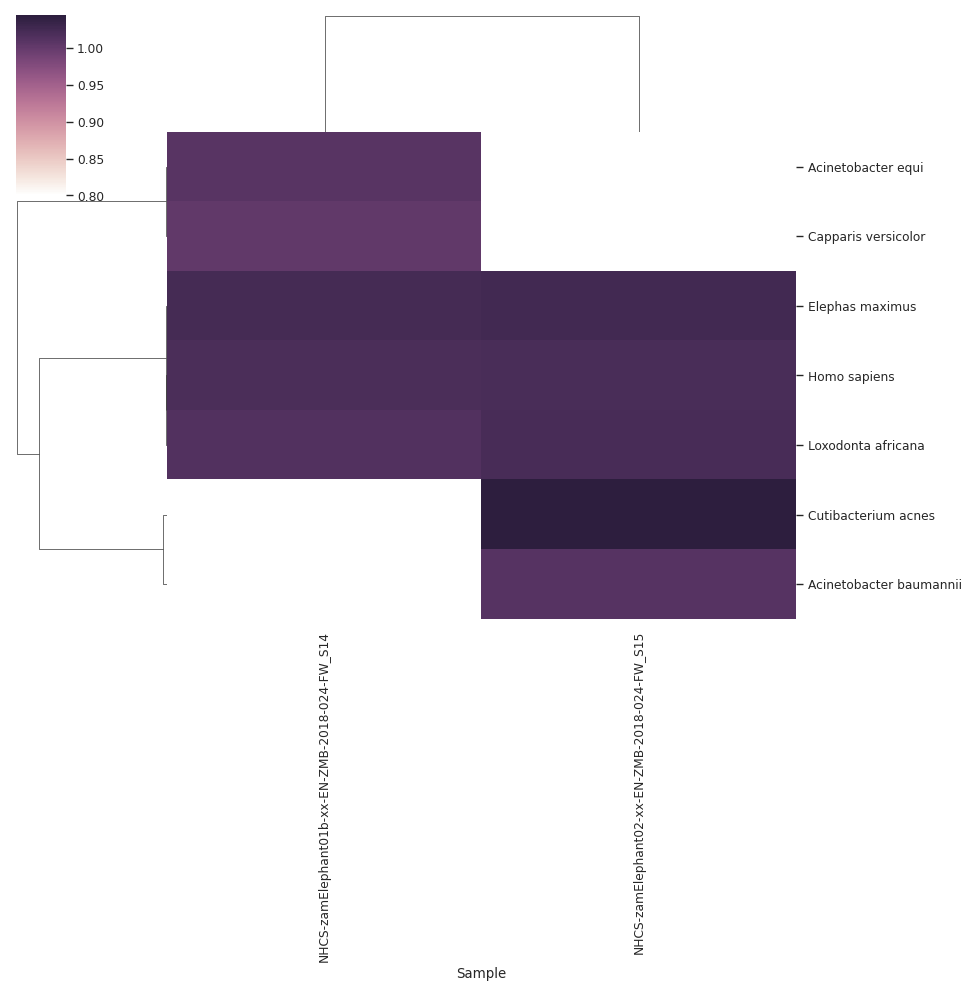 1.00
0.95
0.90
0.85
0.80
Acinetobacter equi
Capparis versicolor
Elephas maximus
Homo sapiens
Loxodonta africana
Cutibacterium acnes
Acinetobacter baumannii
NHCS-zamElephant01b-xx-EN-ZMB-2018-024-FW_S14
NHCS-zamElephant02-xx-EN-ZMB-2018-024-FW_S15
Sample